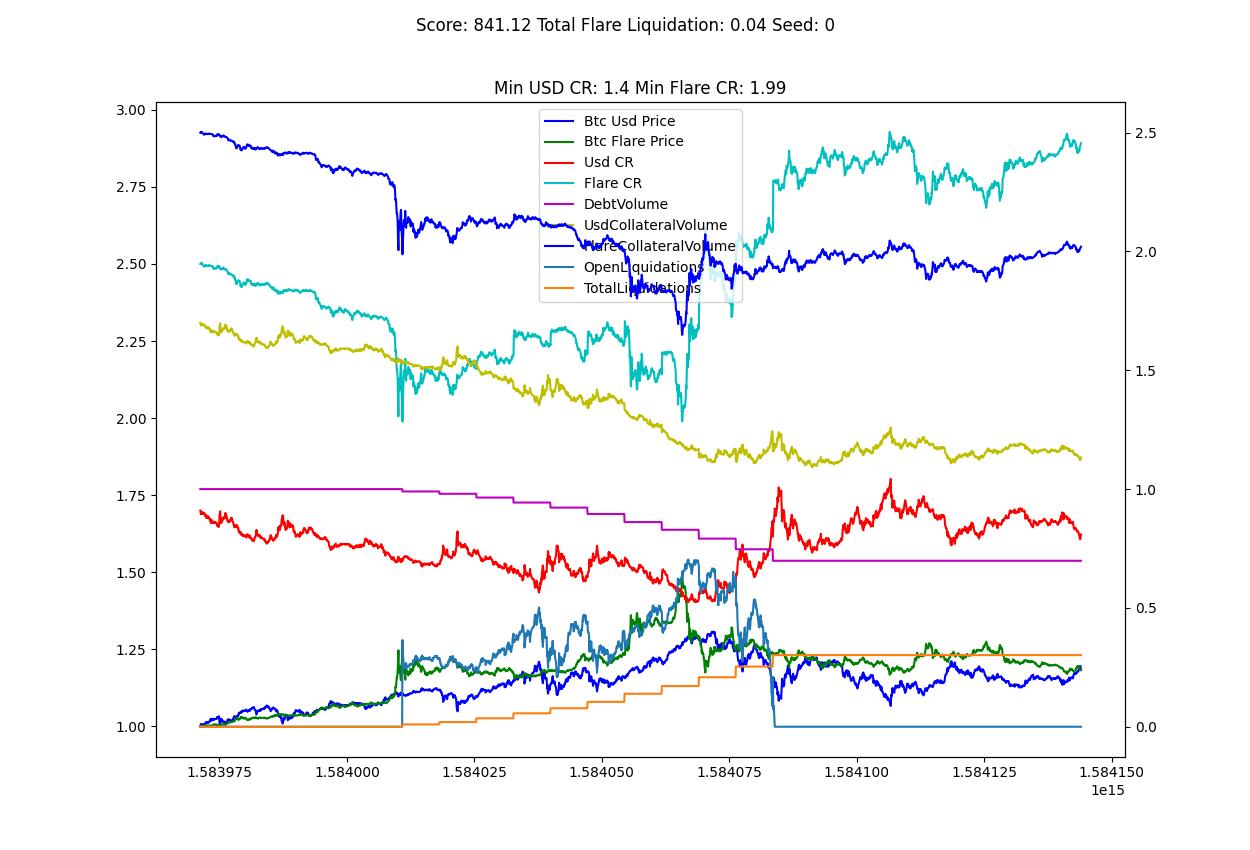 Score: 841.12 Total Flare Liquidation: 0.04 Seed: 0
Min USD CR: 1.4 Min Flare CR: 1.99
3.00
2.75
2.50
2.25
2.00
1.75
1.50
1.25
1.00
Btc Usd Price
Btc Flare Price
Usd CR
Flare CR
DebtVolume
UsdCollateralVolume
FlareCollateralVolume
OpenLiquidations
TotalLiquidations
2.5
2.0
1.5
1.0
0.5
0.0
1.583975 1.584000 1.584025 1.584050 1.584075 1.584100 1.584125 1.584150
1e15